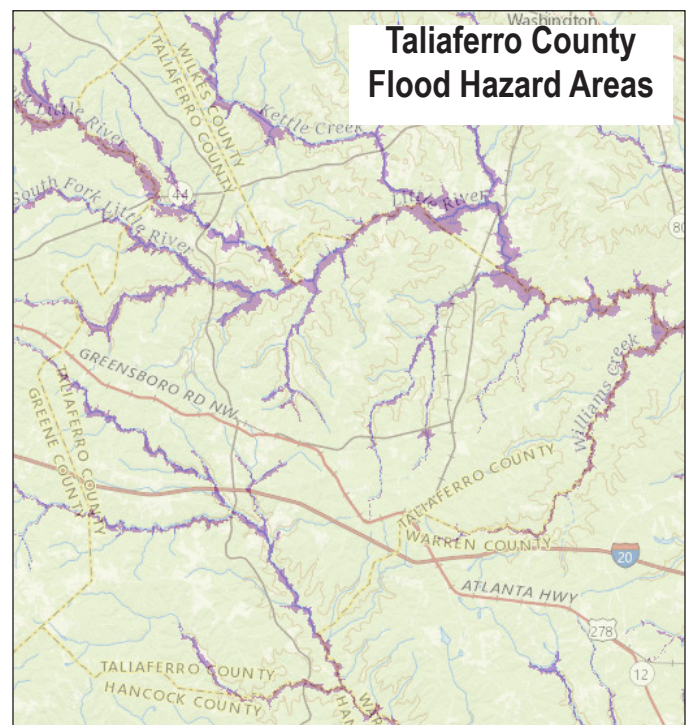 Washington
Taliaferro County
Flood Hazard Areas
WILKES COUNTY
TALIAFERRO COUNTY
Kettle Creek
Little River
44
South Fork Little River
Little River
80
GREENSBORO RD NW
Williams Creek
TALIAFERRO COUNTY
GREENE COUNTY
TALIAFERRO COUNTY
WARREN COUNTY
20
ATLANTA HWY
278
12
TALIAFERRO COUNTY
HANCOCK COUNTY
WAR
HAN